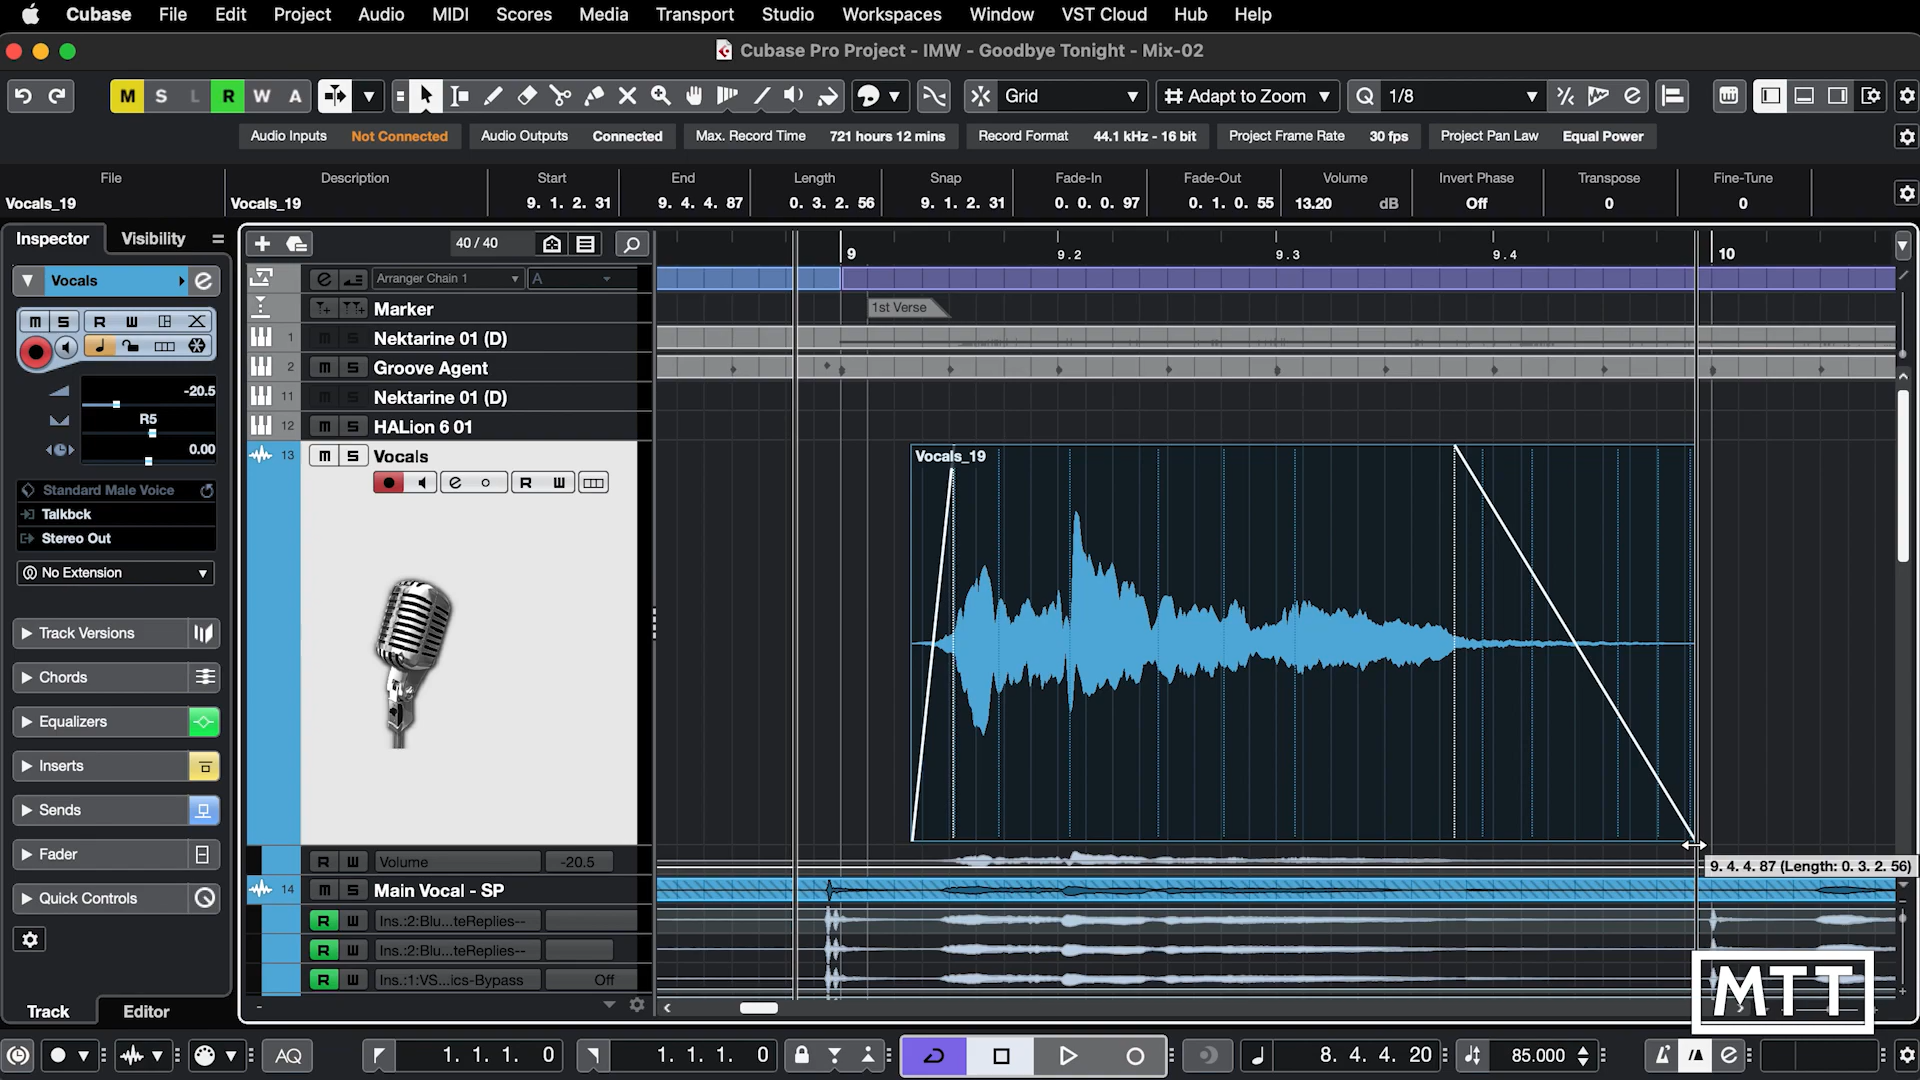 Cubase File Edit Project Audio MIDI Scores Media Transport Studio Workspaces Window VST Cloud Hub Help
Cubase Pro Project - IMW - Goodbye Tonight - Mix-02
M S L R W A Grid Adapt to Zoom Q 1/8
Audio Inputs Not Connected Audio Outputs Connected Max. Record Time 721 hours 12 mins Record Format 44.1 kHz - 16 bit Project Frame Rate 30 fps Project Pan Law Equal Power
File Description Start End Length Snap Fade-In Fade-Out Volume Invert Phase Transpose Fine-Tune
Vocals_19 Vocals_19 9. 1. 2. 31 9. 4. 4. 87 0. 3. 2. 56 9. 1. 2. 31 0. 0. 0. 97 0. 1. 0. 55 13.20 dB Off 0 0
Inspector Visibility 40 / 40 9 9.2 9.3 9.4 10
Vocals e Arranger Chain 1 A
Marker 1st Verse
M S R W 1 M S Nektarine 01 (D)
2 M S Groove Agent
-20.5 11 M S Nektarine 01 (D)
R5 12 M S HALion 6 01
0.00 13 M S Vocals Vocals_19
R W
Standard Male Voice
Talkbck
Stereo Out
No Extension
Track Versions
Chords
Equalizers
Inserts
Sends
Fader R W Volume -20.5
9. 4. 4. 87 (Length: 0. 3. 2. 56)
Quick Controls 14 M S Main Vocal - SP
R W Ins.:2:Blu...teReplies--
R W Ins.:2:Blu...teReplies--
R W Ins.:1:VS...ics-Bypass Off
MTT
Track Editor
AQ 1. 1. 1. 0 1. 1. 1. 0 8. 4. 4. 20 85.000